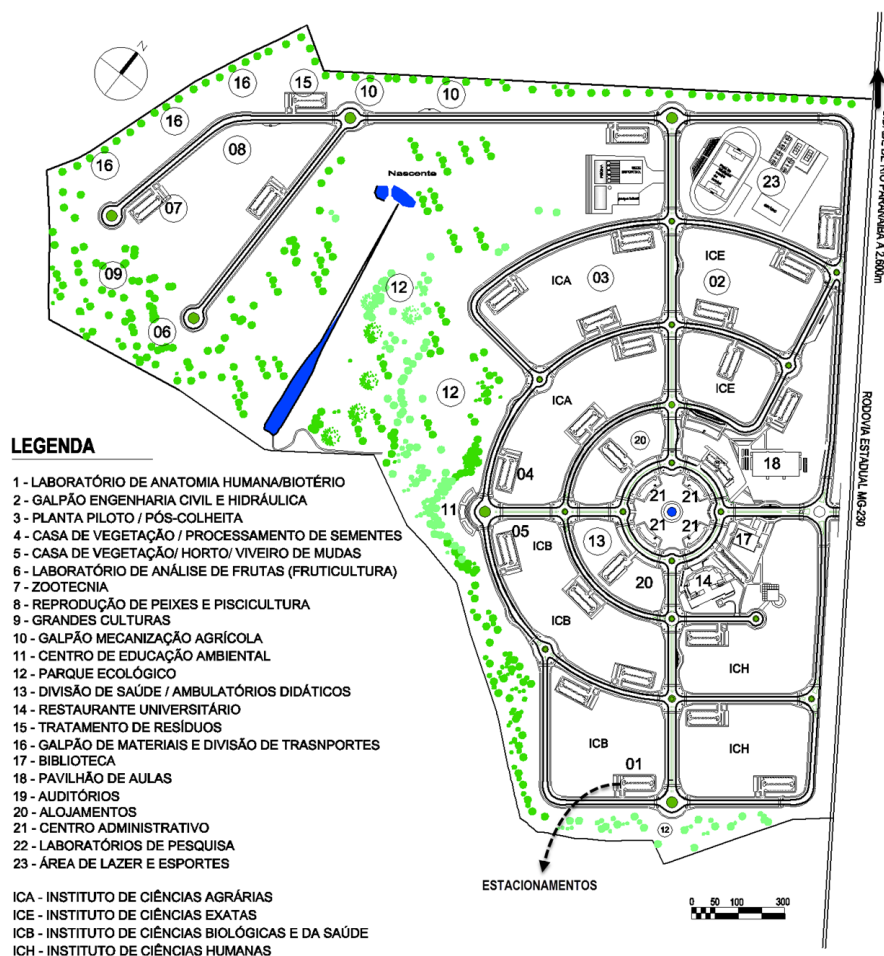 N
16
15
10
16
10
16
08
16
Nascente
07
23
09
ICE
ICA
03
02
12
06
12
ICA
ICE
20
18
04
21
21
11
21
21
05
17
ICB
13
20
14
ICB
ICH
ICB
ICH
01
12
ESTACIONAMENTOS
0 50 100 300
PARANAÍBA A 2.600m
RODOVIA ESTADUAL MG-230
LEGENDA
1 - LABORATÓRIO DE ANATOMIA HUMANA/BIOTÉRIO
2 - GALPÃO ENGENHARIA CIVIL E HIDRÁULICA
3 - PLANTA PILOTO / PÓS-COLHEITA
4 - CASA DE VEGETAÇÃO / PROCESSAMENTO DE SEMENTES
5 - CASA DE VEGETAÇÃO/ HORTO/ VIVEIRO DE MUDAS
6 - LABORATÓRIO DE ANÁLISE DE FRUTAS (FRUTICULTURA)
7 - ZOOTECNIA
8 - REPRODUÇÃO DE PEIXES E PISCICULTURA
9 - GRANDES CULTURAS
10 - GALPÃO MECANIZAÇÃO AGRÍCOLA
11 - CENTRO DE EDUCAÇÃO AMBIENTAL
12 - PARQUE ECOLÓGICO
13 - DIVISÃO DE SAÚDE / AMBULATÓRIOS DIDÁTICOS
14 - RESTAURANTE UNIVERSITÁRIO
15 - TRATAMENTO DE RESÍDUOS
16 - GALPÃO DE MATERIAIS E DIVISÃO DE TRASNPORTES
17 - BIBLIOTECA
18 - PAVILHÃO DE AULAS
19 - AUDITÓRIOS
20 - ALOJAMENTOS
21 - CENTRO ADMINISTRATIVO
22 - LABORATÓRIOS DE PESQUISA
23 - ÁREA DE LAZER E ESPORTES
ICA - INSTITUTO DE CIÊNCIAS AGRÁRIAS
ICE - INSTITUTO DE CIÊNCIAS EXATAS
ICB - INSTITUTO DE CIÊNCIAS BIOLÓGICAS E DA SAÚDE
ICH - INSTITUTO DE CIÊNCIAS HUMANAS